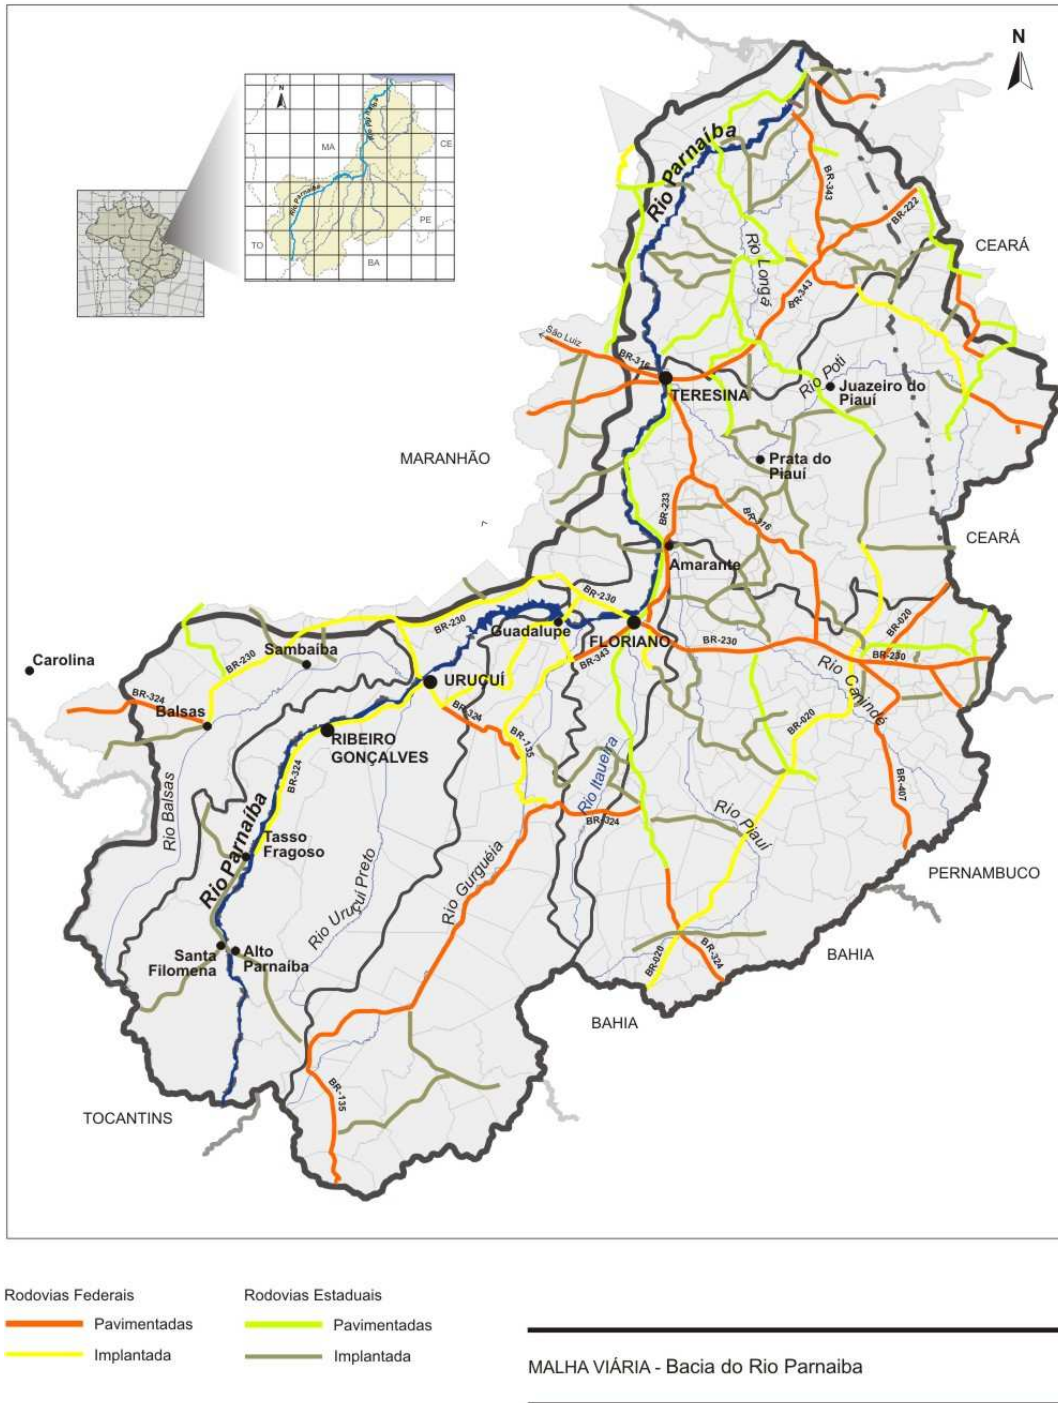 N
N
MA
CE
Rio Parnaíba
PE
TO
BA
Rio Parnaíba
BR-343
BR-222
CEARÁ
Rio Longá
BR-343
São Luiz
BR-316
TERESINA
Rio Poti
Juazeiro do
Piauí
MARANHÃO
Prata do
Piauí
BR-233
BR-316
CEARÁ
Amarante
BR-230
BR-020
BR-230
Guadalupe
FLORIANO
BR-230
BR-230
Carolina
Sambaíba
BR-230
BR-343
Rio Canindé
URUÇUÍ
BR-324
Balsas
BR-324
BR-020
RIBEIRO
GONÇALVES
BR-135
BR-324
Rio Itaueira
BR-407
Rio Balsas
Rio Parnaíba
Tasso
Fragoso
BR-324
Rio Piauí
Rio Uruçuí Preto
Rio Gurguéia
PERNAMBUCO
Santa
Filomena
Alto
Parnaíba
BR-020
BR-324
BAHIA
BAHIA
BR-135
TOCANTINS
Rodovias Federais
Pavimentadas
Implantada
Rodovias Estaduais
Pavimentadas
Implantada
MALHA VIÁRIA - Bacia do Rio Parnaiba